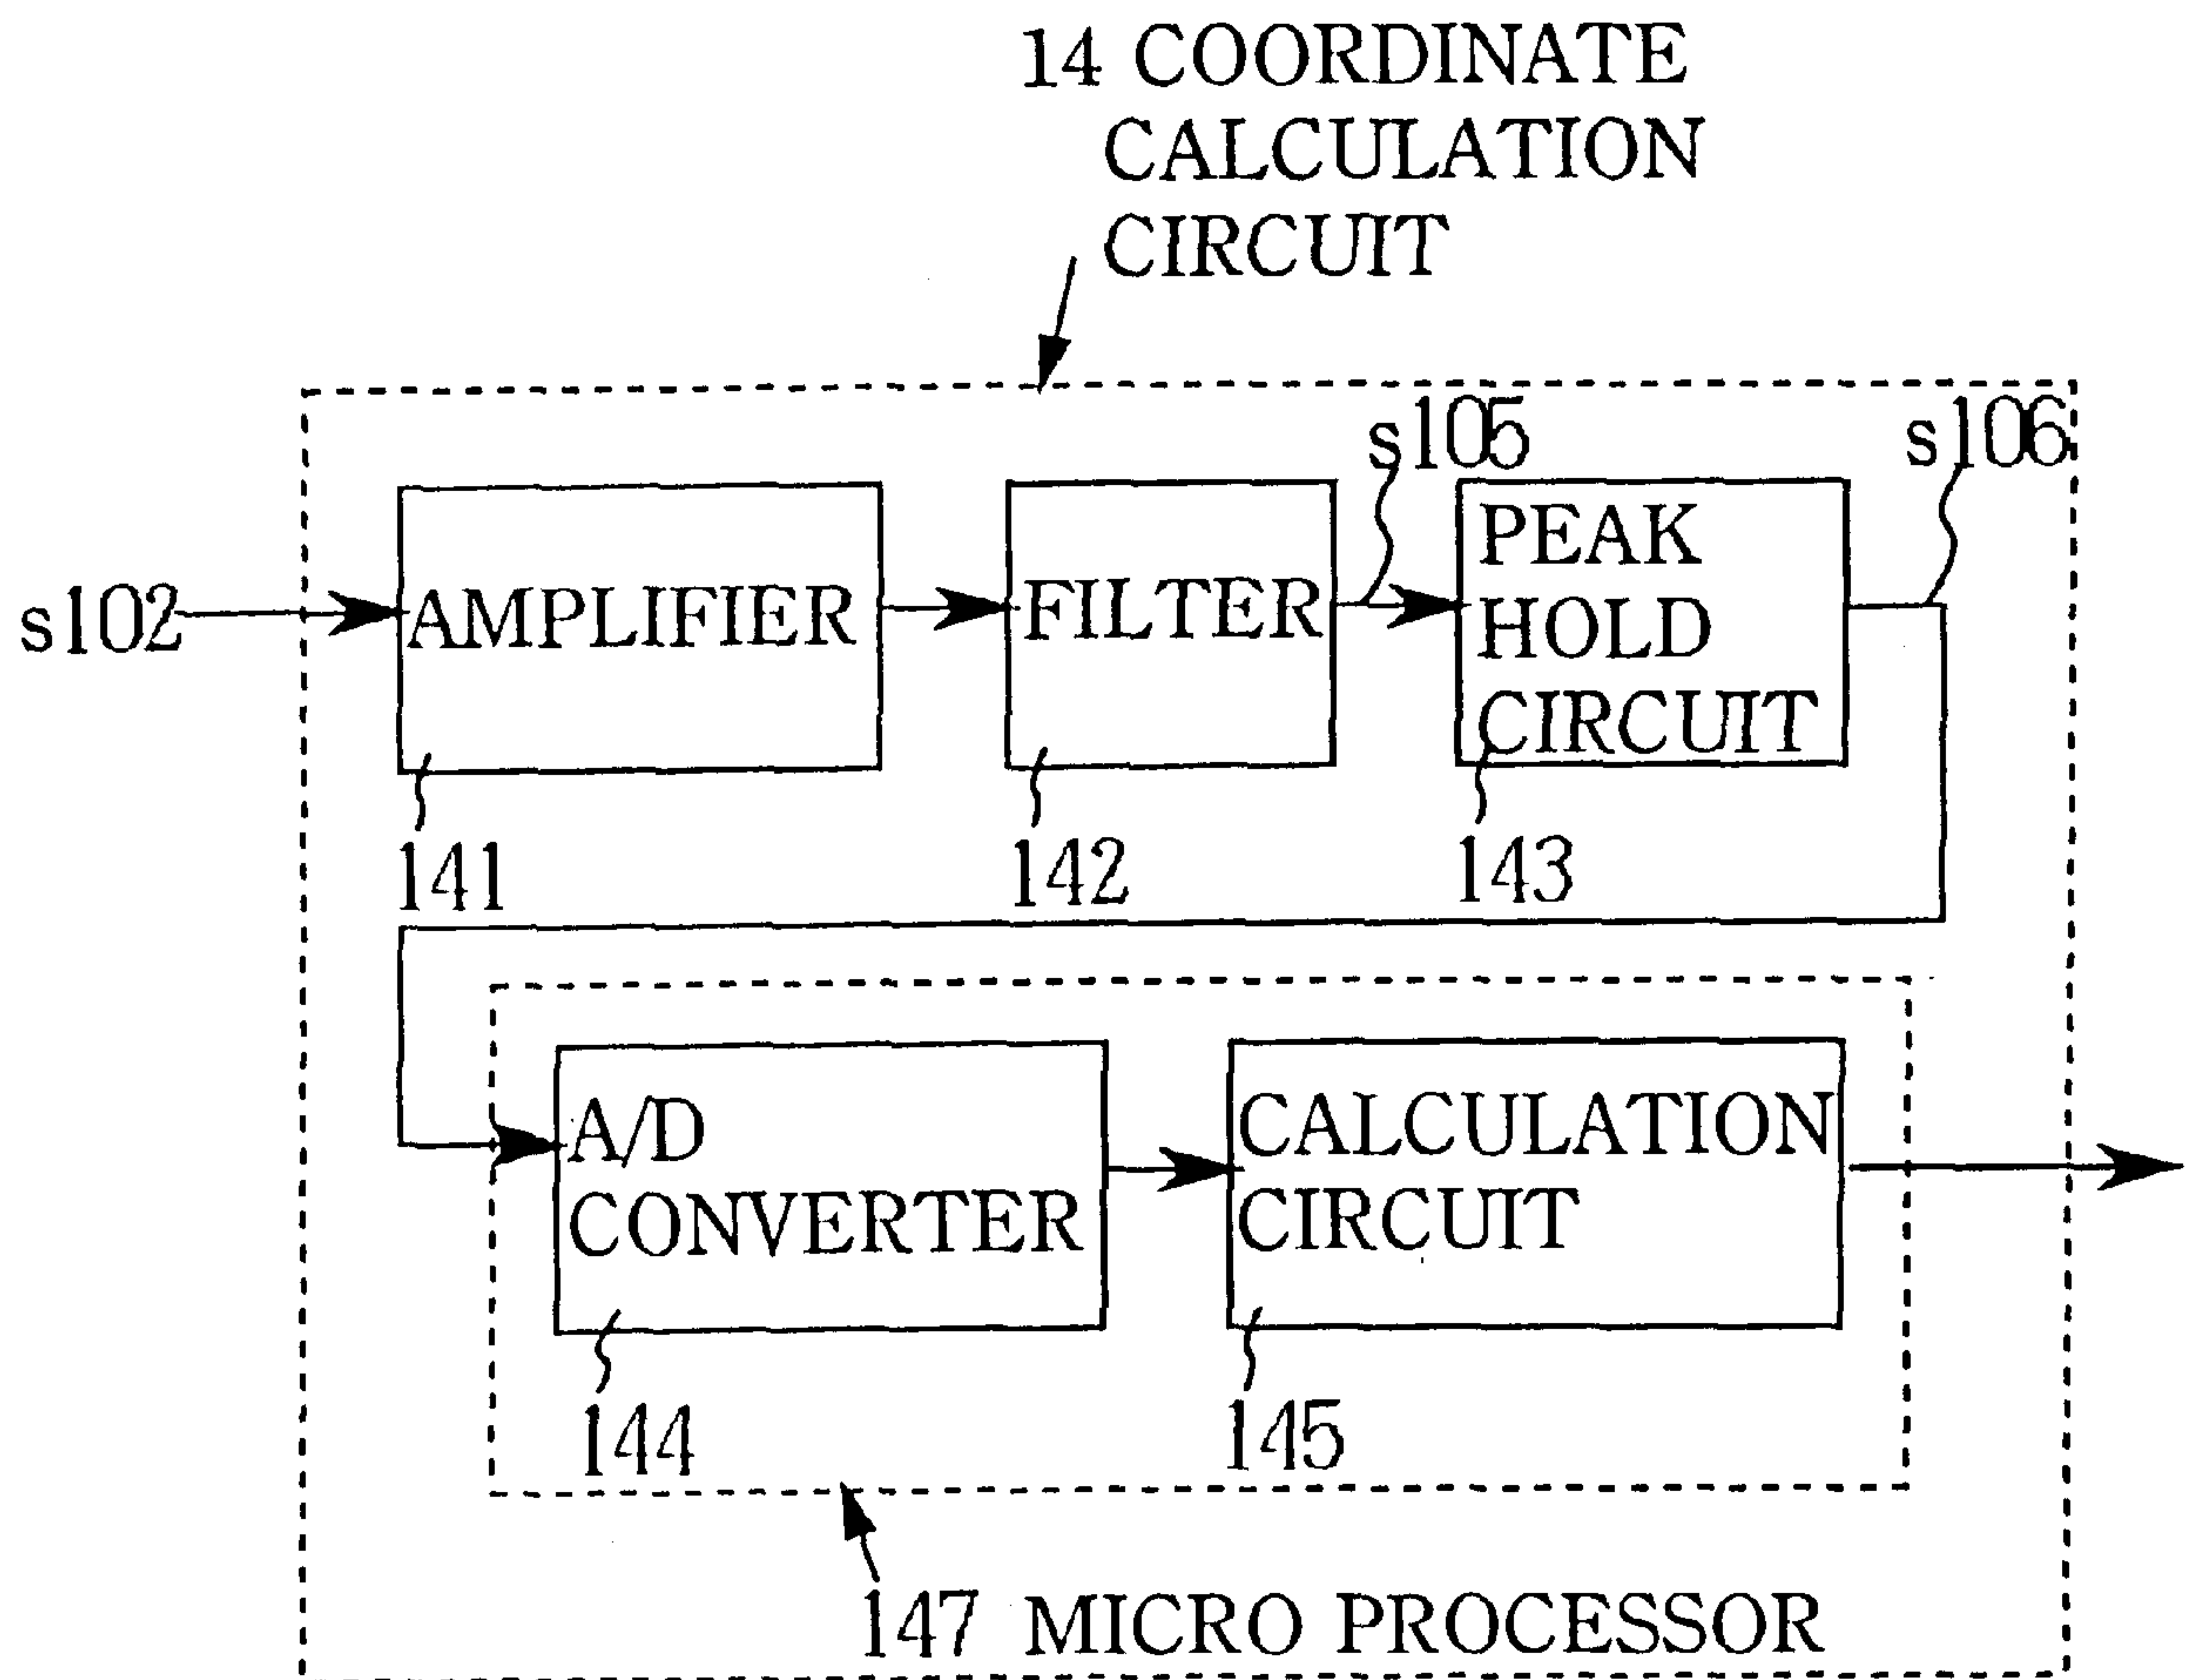 14 COORDINATE
CALCULATION
CIRCUIT
s105
s106
s102
AMPLIFIER
FILTER
PEAK
HOLD
CIRCUIT
141
142
143
A/D
CONVERTER
CALCULATION
CIRCUIT
144
145
147 MICRO PROCESSOR